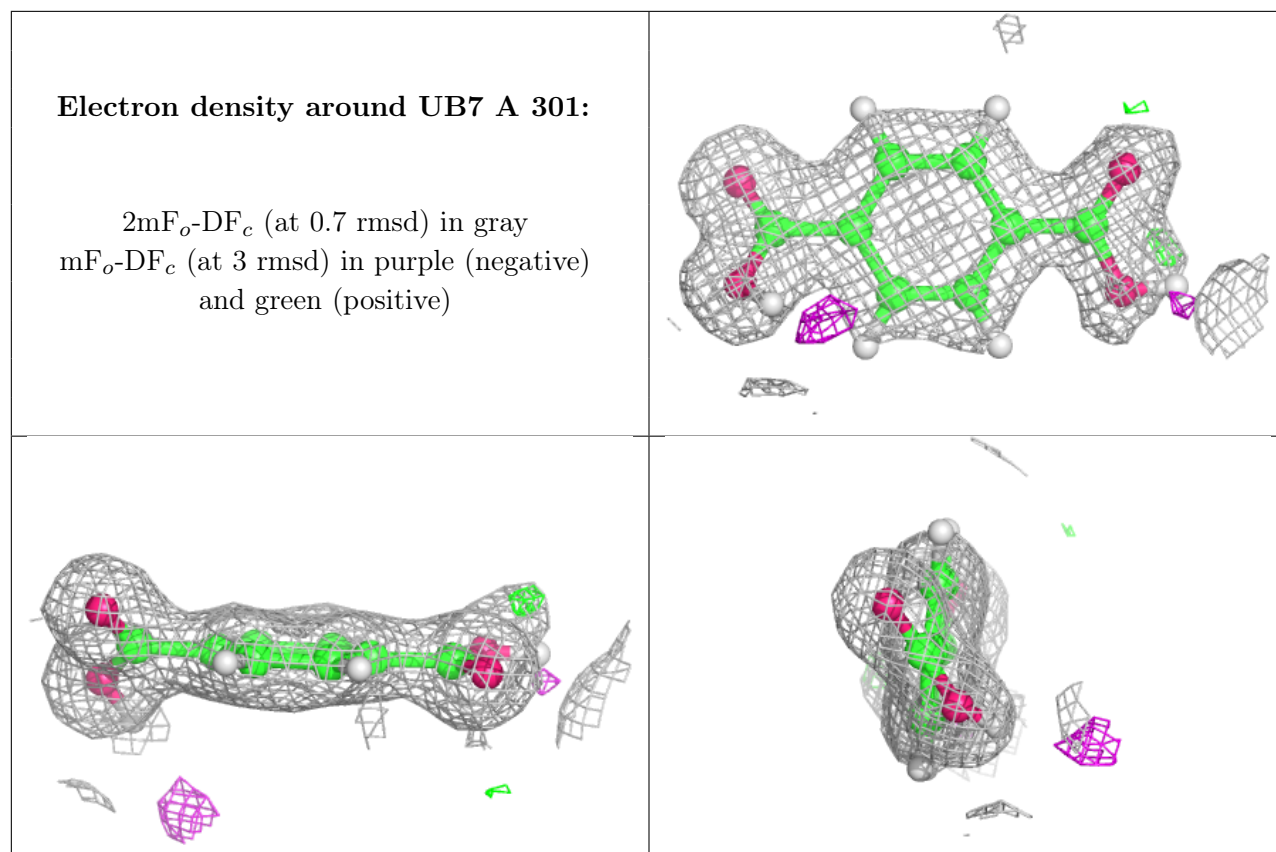 Electron density around UB7 A 301:
2mFo-DFc (at 0.7 rmsd) in gray
mFo-DFc (at 3 rmsd) in purple (negative)
and green (positive)